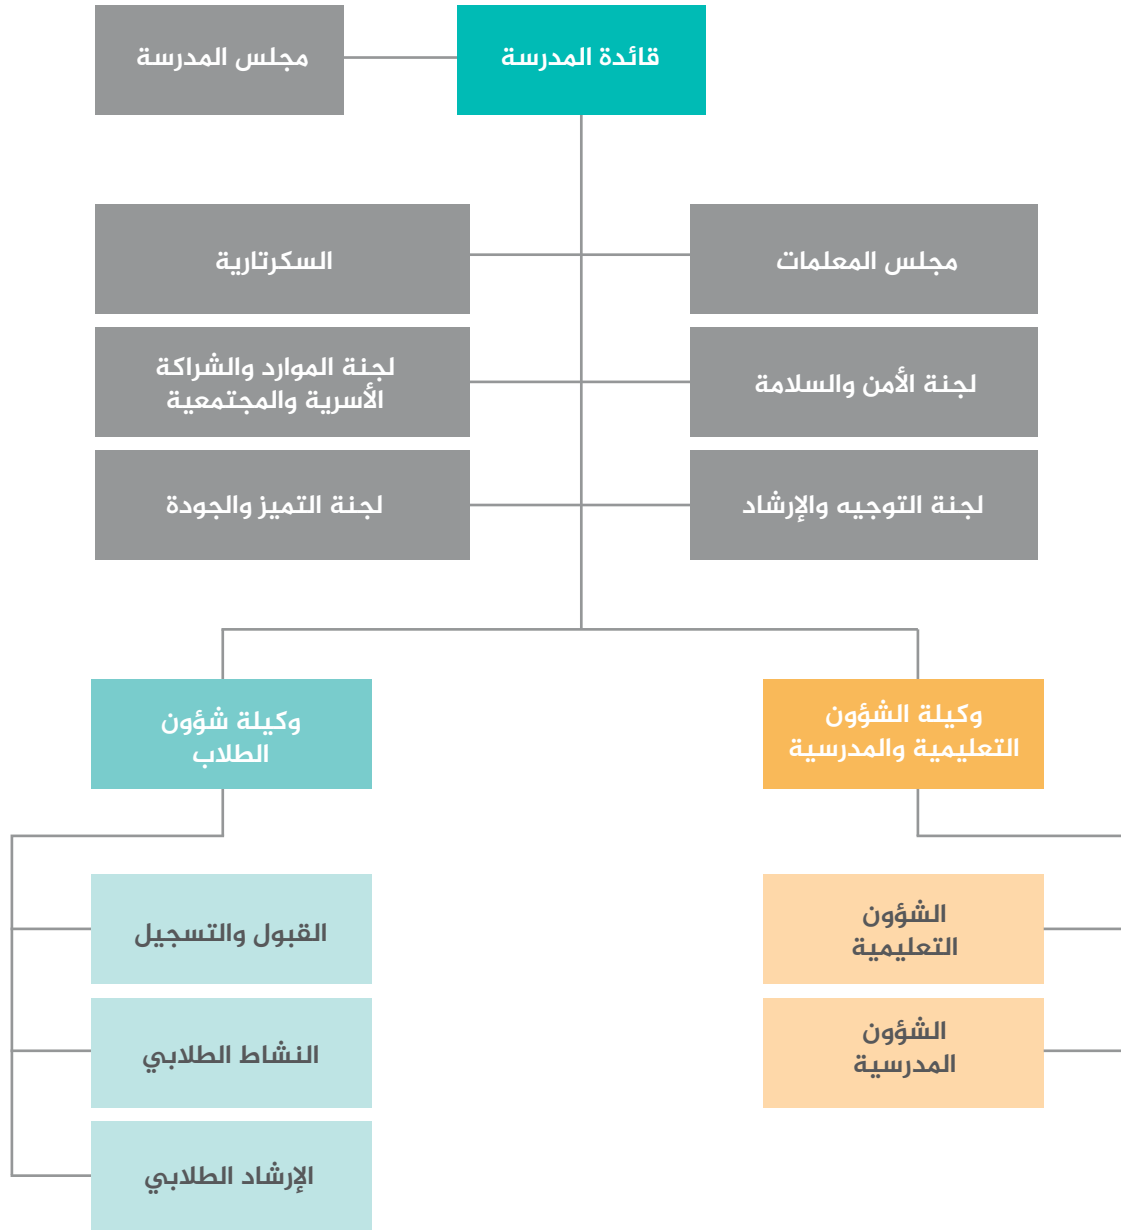 قائدة المدرسة
مجلس المدرسة
مجلس المعلمات
السكرتارية
لجنة الأمن والسلامة
لجنة الموارد والشراكة
الأسرية والمجتمعية
لجنة التوجيه والإرشاد
لجنة التميز والجودة
وكيلة الشؤون
التعليمية والمدرسية
وكيلة شؤون
الطلاب
الشؤون
التعليمية
القبول والتسجيل
الشؤون
المدرسية
النشاط الطلابي
الإرشاد الطلابي